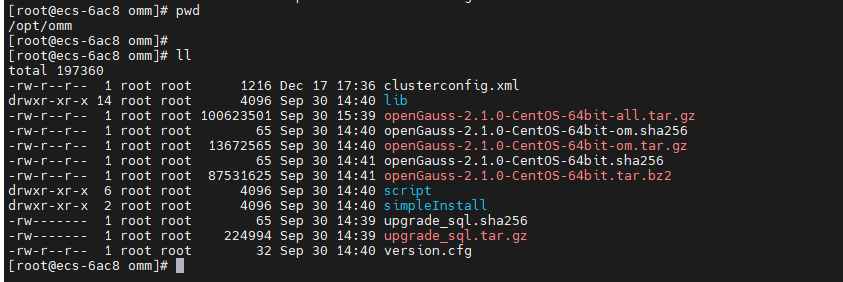 [root@ecs-6ac8 omm]# pwd
/opt/omm
[root@ecs-6ac8 omm]#
[root@ecs-6ac8 omm]# ll
total 197360
-rw-r--r--  1 root root      1216 Dec 17 17:36 clusterconfig.xml
drwxr-xr-x 14 root root      4096 Sep 30 14:40 lib
-rw-r--r--  1 root root 100623501 Sep 30 15:39 openGauss-2.1.0-CentOS-64bit-all.tar.gz
-rw-r--r--  1 root root        65 Sep 30 14:40 openGauss-2.1.0-CentOS-64bit-om.sha256
-rw-r--r--  1 root root  13672565 Sep 30 14:40 openGauss-2.1.0-CentOS-64bit-om.tar.gz
-rw-r--r--  1 root root        65 Sep 30 14:41 openGauss-2.1.0-CentOS-64bit.sha256
-rw-r--r--  1 root root  87531625 Sep 30 14:41 openGauss-2.1.0-CentOS-64bit.tar.bz2
drwxr-xr-x  6 root root      4096 Sep 30 14:40 script
drwxr-xr-x  2 root root      4096 Sep 30 14:40 simpleInstall
-rw-------  1 root root        65 Sep 30 14:39 upgrade_sql.sha256
-rw-------  1 root root    224994 Sep 30 14:39 upgrade_sql.tar.gz
-rw-r--r--  1 root root        32 Sep 30 14:40 version.cfg
[root@ecs-6ac8 omm]#